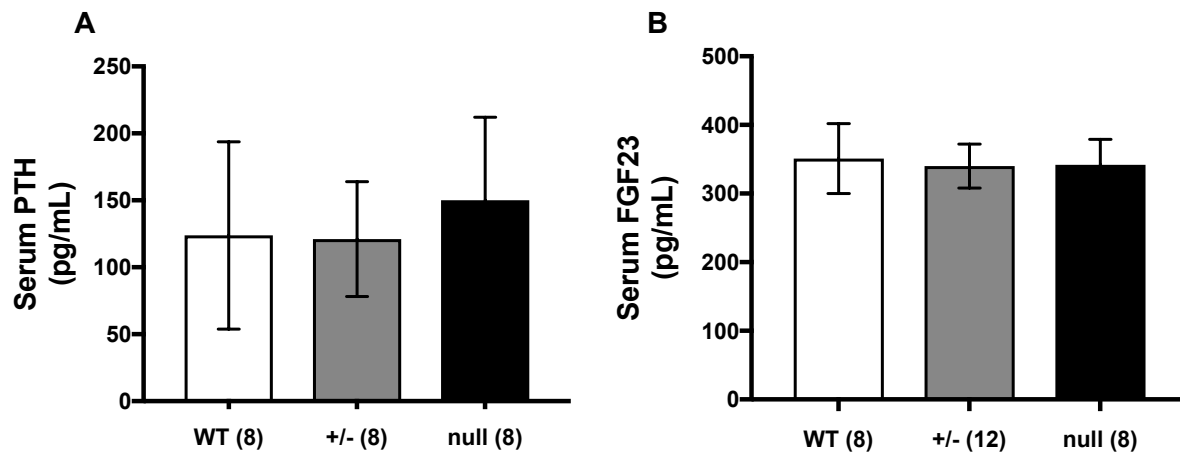 A
Serum PTH
(pg/mL)
250
200
150
100
50
0
WT (8)
+/- (8)
null (8)
B
Serum FGF23
(pg/mL)
500
400
300
200
100
0
WT (8)
+/- (12)
null (8)